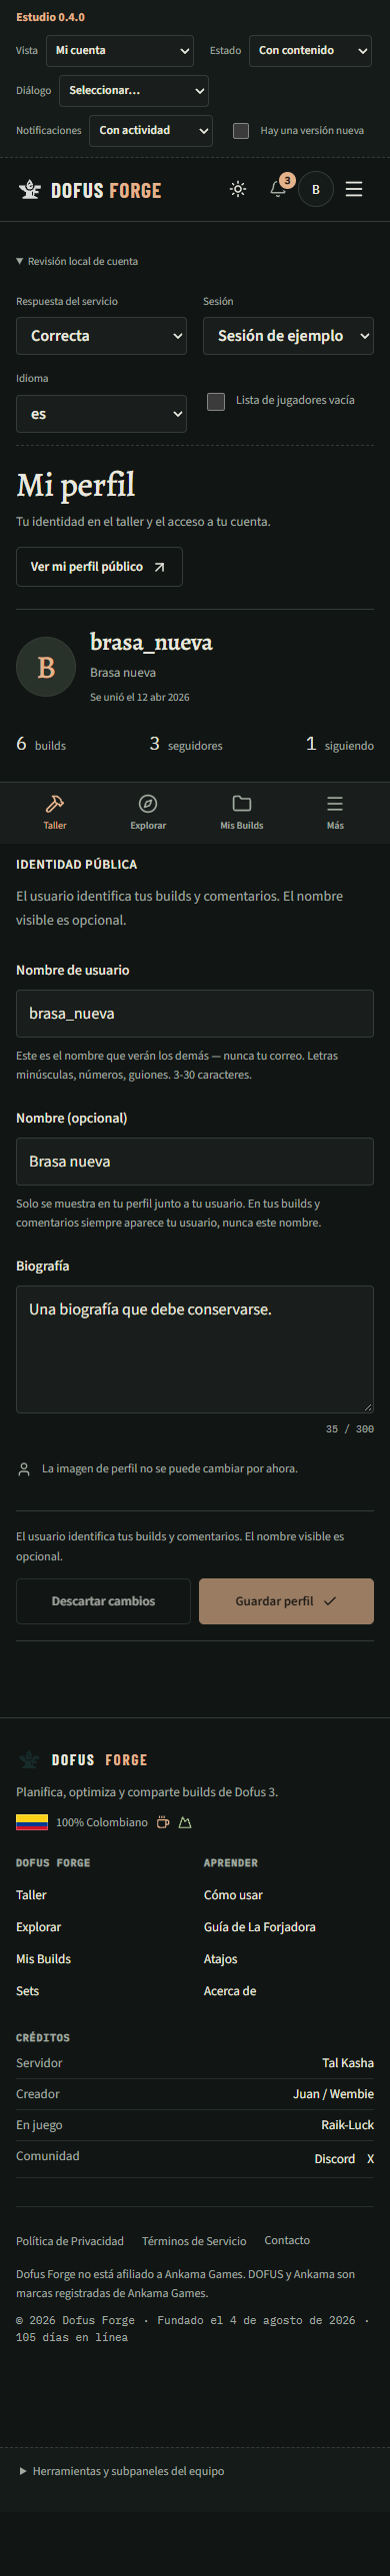 Estudio 0.4.0
Vista Mi cuenta Estado Con contenido
Diálogo Seleccionar...
Notificaciones Con actividad Hay una versión nueva
DOFUS FORGE 3 B
Revisión local de cuenta
Respuesta del servicio Sesión
Correcta Sesión de ejemplo
Idioma
es Lista de jugadores vacía
Mi perfil
Tu identidad en el taller y el acceso a tu cuenta.
Ver mi perfil público
B
brasa_nueva
Brasa nueva
Se unió el 12 abr 2026
6 builds 3 seguidores 1 siguiendo
Taller Explorar Mis Builds Más
IDENTIDAD PÚBLICA
El usuario identifica tus builds y comentarios. El nombre
visible es opcional.
Nombre de usuario
brasa_nueva
Este es el nombre que verán los demás — nunca tu correo. Letras
minúsculas, números, guiones. 3-30 caracteres.
Nombre (opcional)
Brasa nueva
Solo se muestra en tu perfil junto a tu usuario. En tus builds y
comentarios siempre aparece tu usuario, nunca este nombre.
Biografía
Una biografía que debe conservarse.
35 / 300
La imagen de perfil no se puede cambiar por ahora.
El usuario identifica tus builds y comentarios. El nombre visible es
opcional.
Descartar cambios Guardar perfil
DOFUS FORGE
Planifica, optimiza y comparte builds de Dofus 3.
100% Colombiano
DOFUS FORGE APRENDER
Taller Cómo usar
Explorar Guía de La Forjadora
Mis Builds Atajos
Sets Acerca de
CRÉDITOS
Servidor Tal Kasha
Creador Juan / Wembie
En juego Raik-Luck
Comunidad Discord X
Política de Privacidad Términos de Servicio Contacto
Dofus Forge no está afiliado a Ankama Games. DOFUS y Ankama son
marcas registradas de Ankama Games.
© 2026 Dofus Forge · Fundado el 4 de agosto de 2026 ·
105 días en línea
Herramientas y subpaneles del equipo